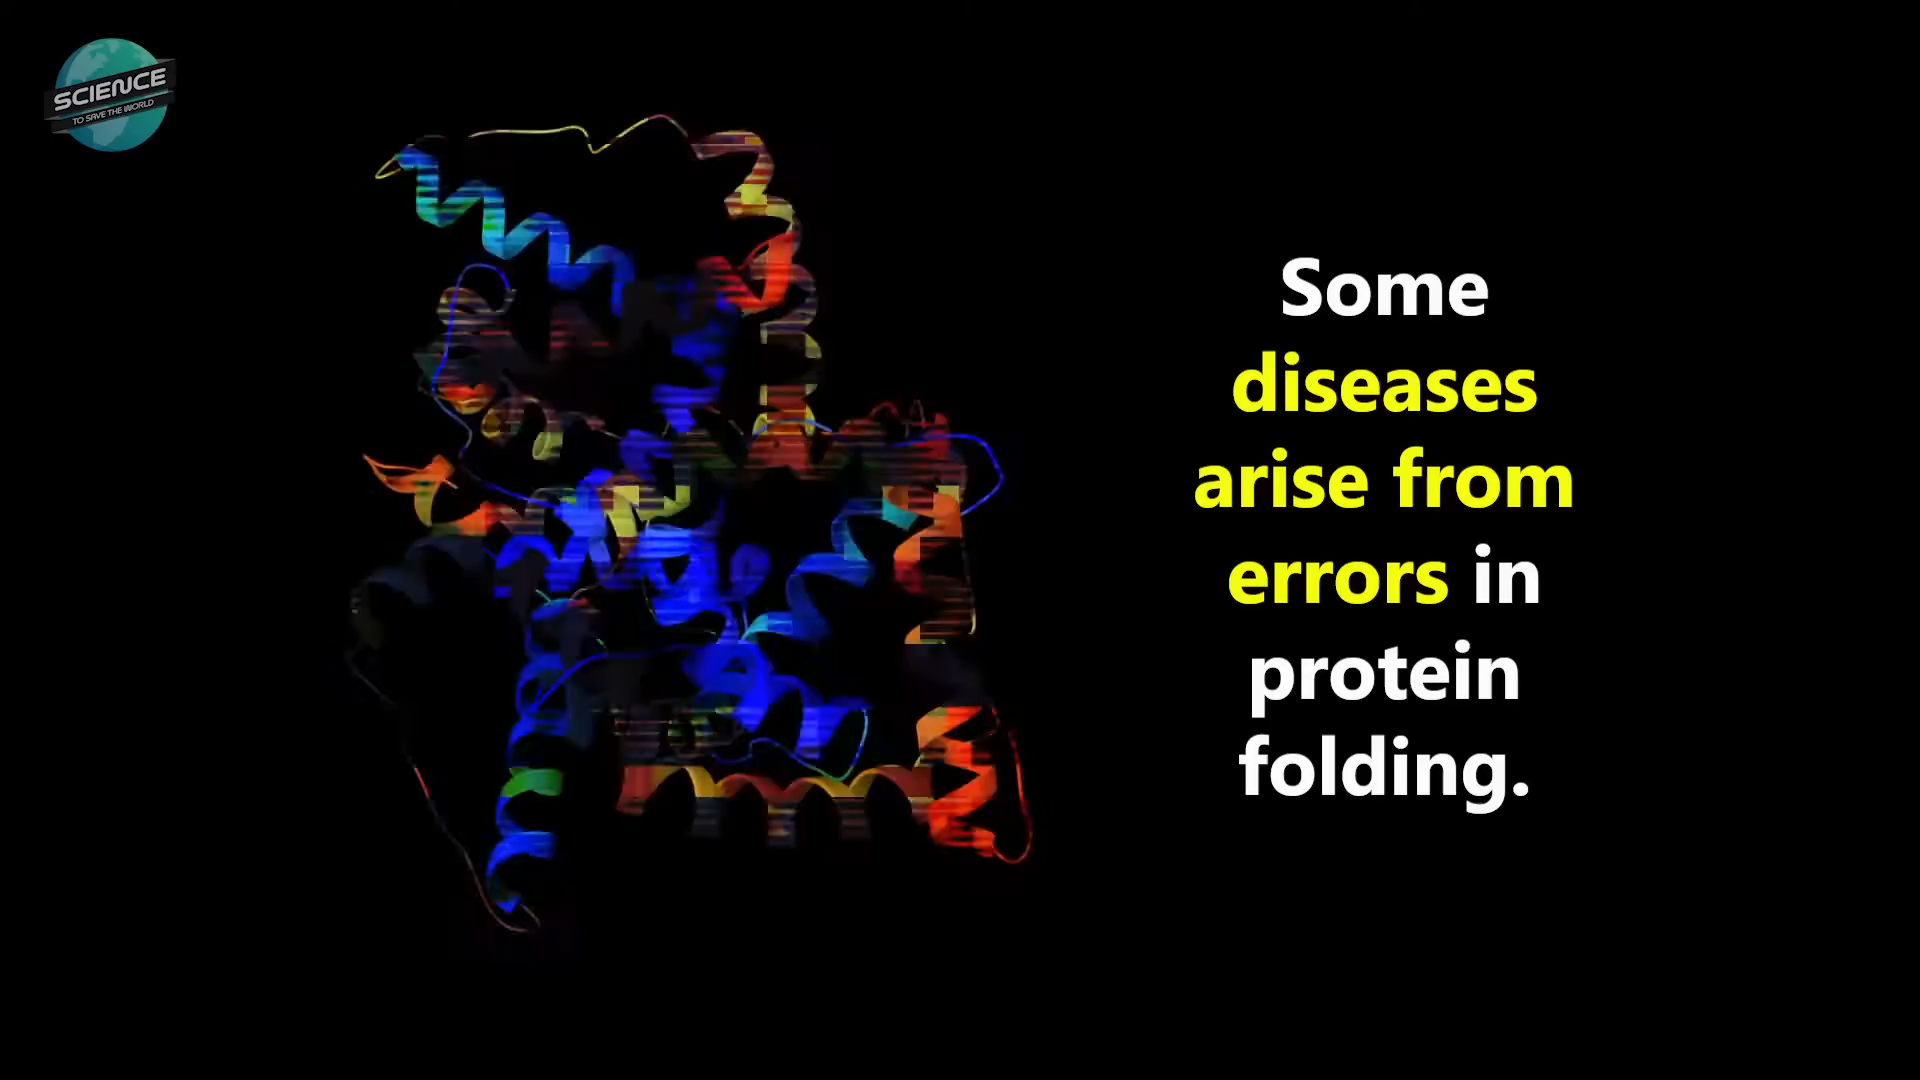 SCIENCE
TO SAVE THE WORLD
Some
diseases
arise from
errors in
protein
folding.